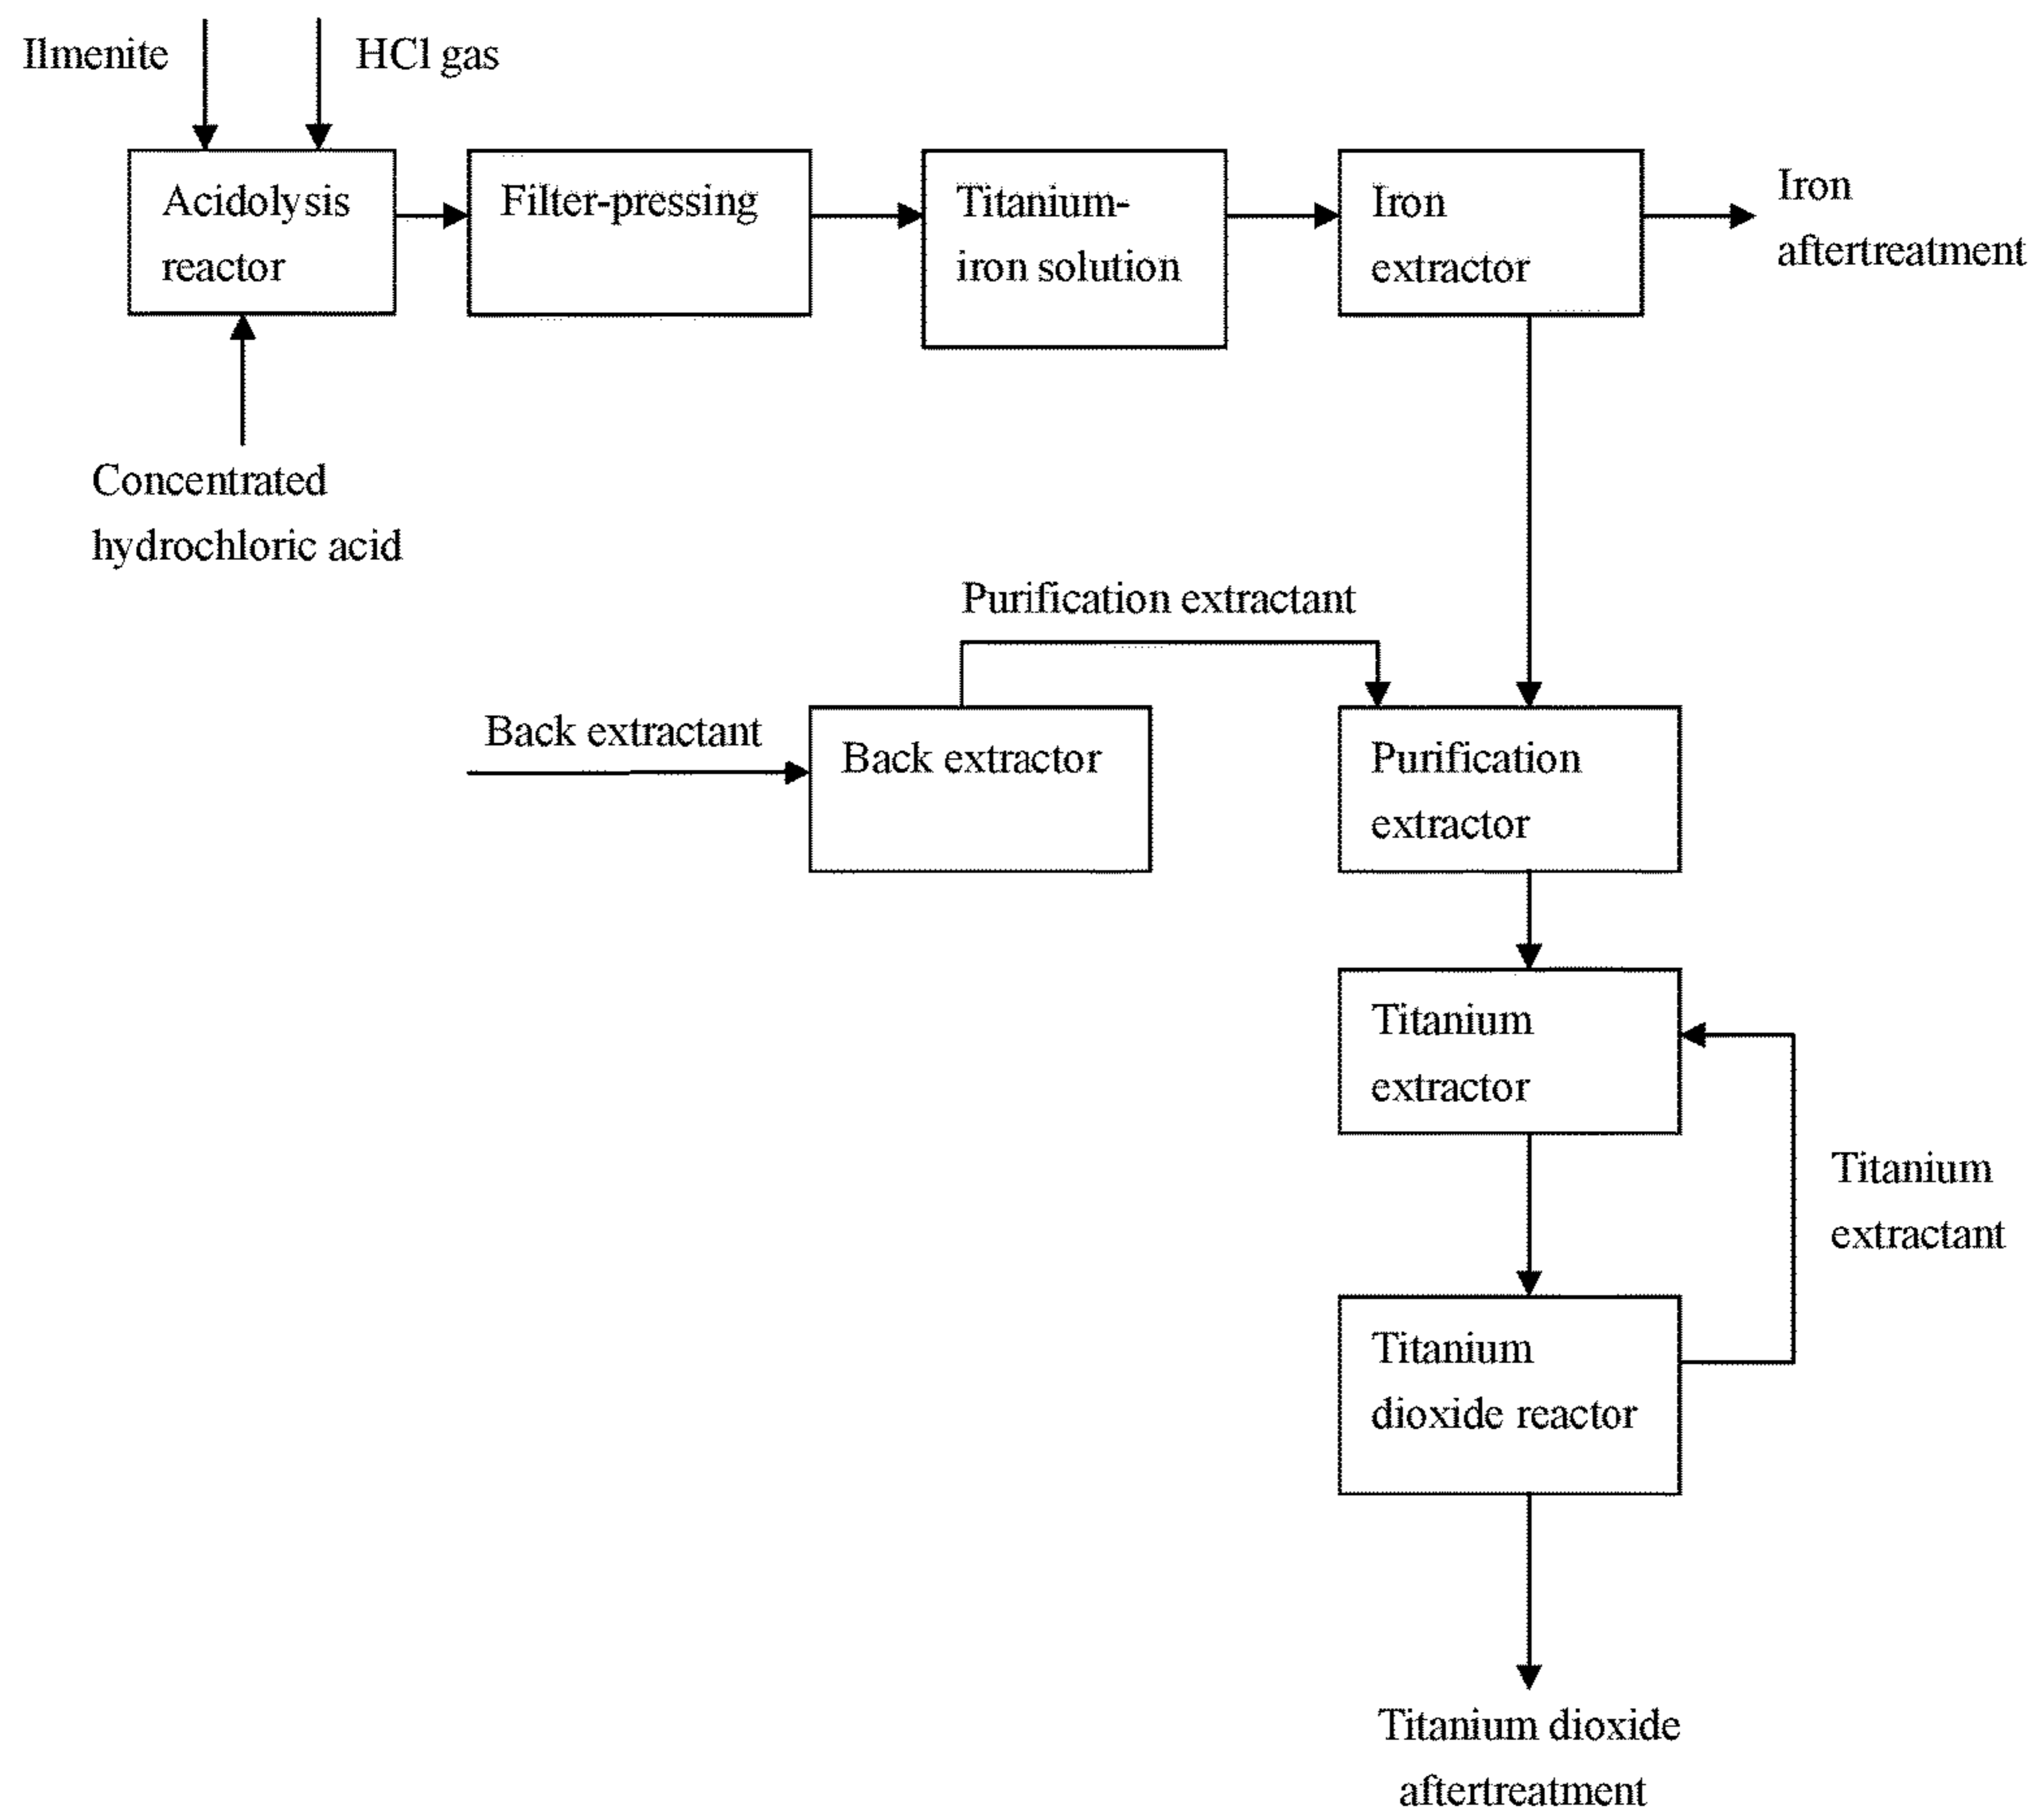 Ilmenite
HCl gas
Acidolysis
reactor
Filter-pressing
Titanium-
iron solution
Iron
extractor
Iron
aftertreatment
Concentrated
hydrochloric acid
Purification extractant
Back extractant
Back extractor
Purification
extractor
Titanium
extractor
Titanium
extractant
Titanium
dioxide reactor
Titanium dioxide
aftertreatment